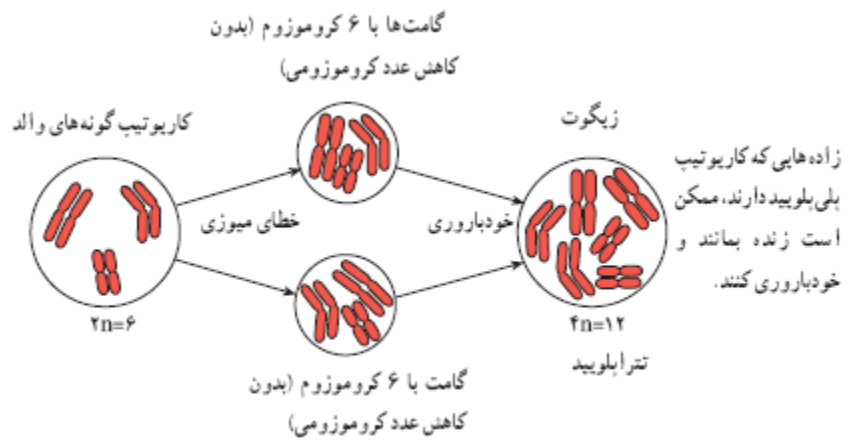 گامت‌ها با ۶ کروموزوم (بدون
کاهش عدد کروموزومی)
کاریوتیپ گونه‌های والد
زیگوت
زاده‌هایی که کاریوتیپ
پلی‌پلویید دارند، ممکن
است زنده بمانند و
خودباروری کنند.
خطای میوزی
خودباروری
۲n=۶
۴n=۱۲
تتراپلویید
گامت با ۶ کروموزوم (بدون
کاهش عدد کروموزومی)